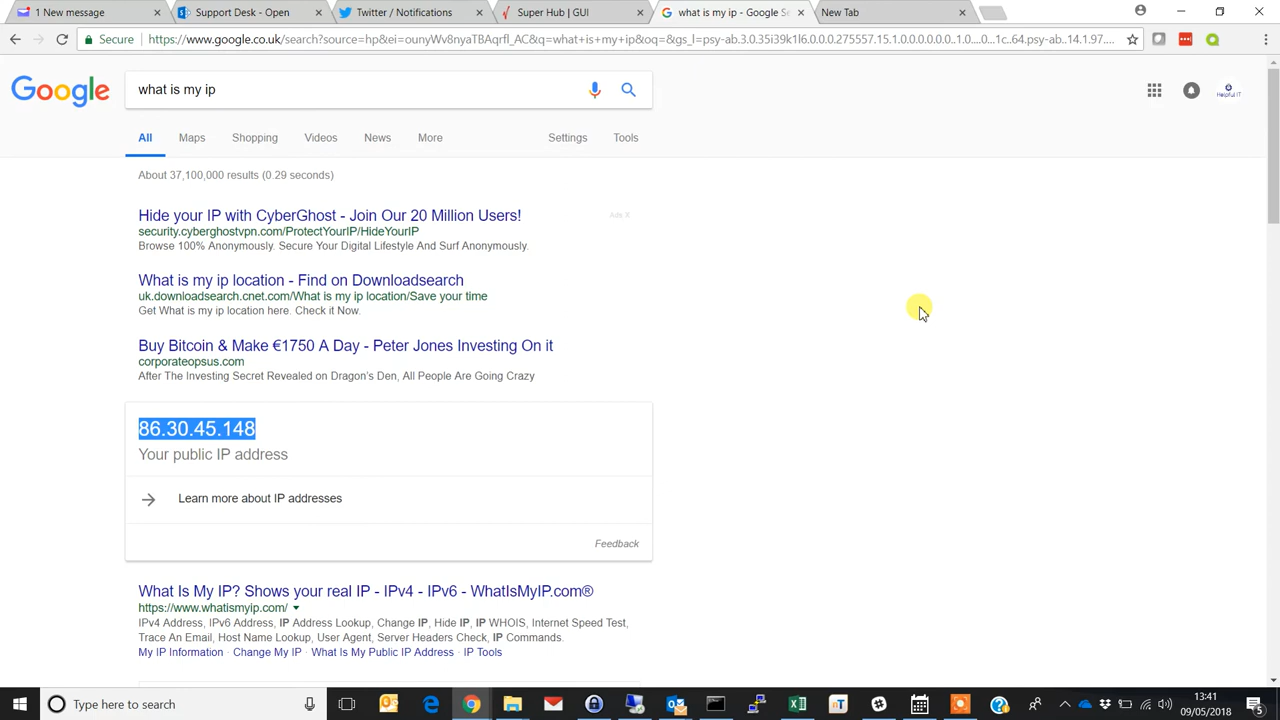 1 New message
Support Desk - Open
Twitter / Notifications
Super Hub | GUI
what is my ip - Google Se
New Tab
Secure
https://www.google.co.uk/search?source=hp&ei=ounyWv8nyaTBAqrfl_AC&q=what+is+my+ip&oq=&gs_l=psy-ab.3.0.35i39k1l6.0.0.0.275557.15.1.0.0.0.0.0.0..1.0....0...1c..64.psy-ab..14.1.97....
Google
what is my ip
Helpful IT
All Maps Shopping Videos News More Settings Tools
About 37,100,000 results (0.29 seconds)
Hide your IP with CyberGhost - Join Our 20 Million Users!
Ads
security.cyberghostvpn.com/ProtectYourIP/HideYourIP
Browse 100% Anonymously. Secure Your Digital Lifestyle And Surf Anonymously.
What is my ip location - Find on Downloadsearch
uk.downloadsearch.cnet.com/What is my ip location/Save your time
Get What is my ip location here. Check it Now.
Buy Bitcoin & Make €1750 A Day - Peter Jones Investing On it
corporateopsus.com
After The Investing Secret Revealed on Dragon's Den, All People Are Going Crazy
86.30.45.148
Your public IP address
Learn more about IP addresses
Feedback
What Is My IP? Shows your real IP - IPv4 - IPv6 - WhatIsMyIP.com®
https://www.whatismyip.com/
IPv4 Address, IPv6 Address, IP Address Lookup, Change IP, Hide IP, IP WHOIS, Internet Speed Test,
Trace An Email, Host Name Lookup, User Agent, Server Headers Check, IP Commands.
My IP Information · Change My IP · What Is My Public IP Address · IP Tools
Type here to search
13:41
09/05/2018
5